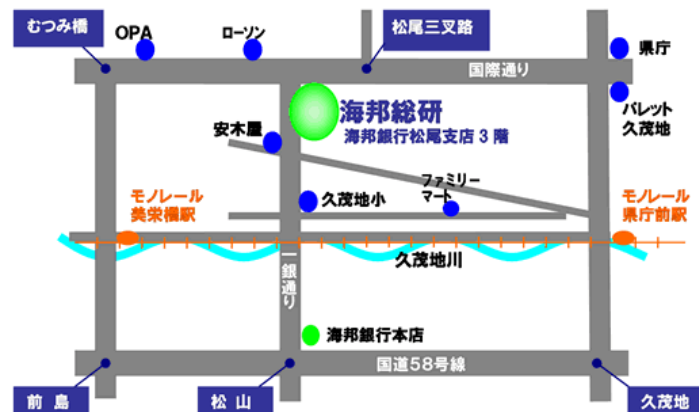 むつみ橋
OPA
ローソン
松尾三叉路
県庁
国際通り
海邦総研
海邦銀行松尾支店3階
パレット
久茂地
安木屋
ファミリー
マート
久茂地小
モノレール
美栄橋駅
モノレール
県庁前駅
一銀通り
久茂地川
海邦銀行本店
国道58号線
前島
松山
久茂地